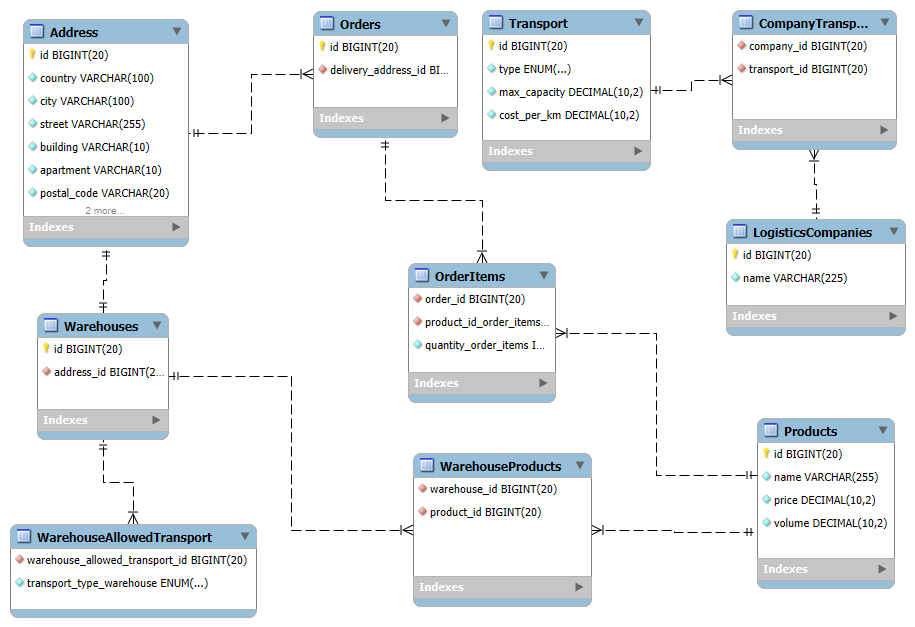 Address
id BIGINT(20)
country VARCHAR(100)
city VARCHAR(100)
street VARCHAR(255)
building VARCHAR(10)
apartment VARCHAR(10)
postal_code VARCHAR(20)
2 more...
Indexes
Orders
id BIGINT(20)
delivery_address_id BI...
Indexes
Transport
id BIGINT(20)
type ENUM(...)
max_capacity DECIMAL(10,2)
cost_per_km DECIMAL(10,2)
Indexes
CompanyTransp...
company_id BIGINT(20)
transport_id BIGINT(20)
Indexes
LogisticsCompanies
id BIGINT(20)
name VARCHAR(225)
Indexes
OrderItems
order_id BIGINT(20)
product_id_order_items...
quantity_order_items I...
Indexes
Warehouses
id BIGINT(20)
address_id BIGINT(2...
Indexes
WarehouseProducts
warehouse_id BIGINT(20)
product_id BIGINT(20)
Indexes
Products
id BIGINT(20)
name VARCHAR(255)
price DECIMAL(10,2)
volume DECIMAL(10,2)
Indexes
WarehouseAllowedTransport
warehouse_allowed_transport_id BIGINT(20)
transport_type_warehouse ENUM(...)